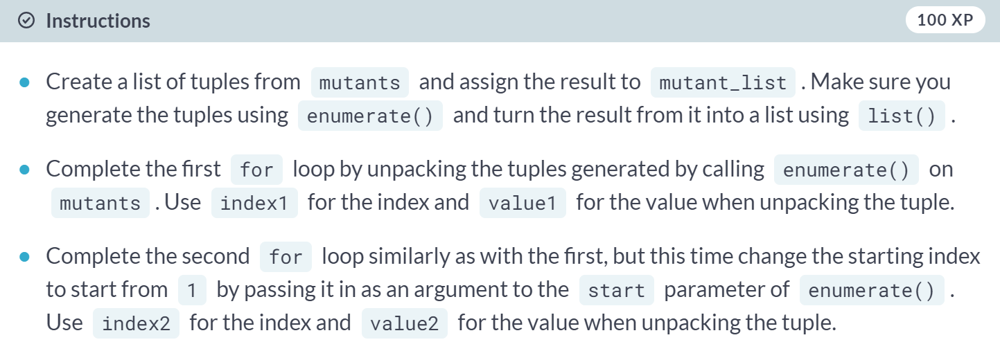 Instructions
100 XP
Create a list of tuples from mutants and assign the result to mutant_list . Make sure you
generate the tuples using enumerate() and turn the result from it into a list using list() .
Complete the first for loop by unpacking the tuples generated by calling enumerate() on
mutants . Use index1 for the index and value1 for the value when unpacking the tuple.
Complete the second for loop similarly as with the first, but this time change the starting index
to start from 1 by passing it in as an argument to the start parameter of enumerate() .
Use index2 for the index and value2 for the value when unpacking the tuple.